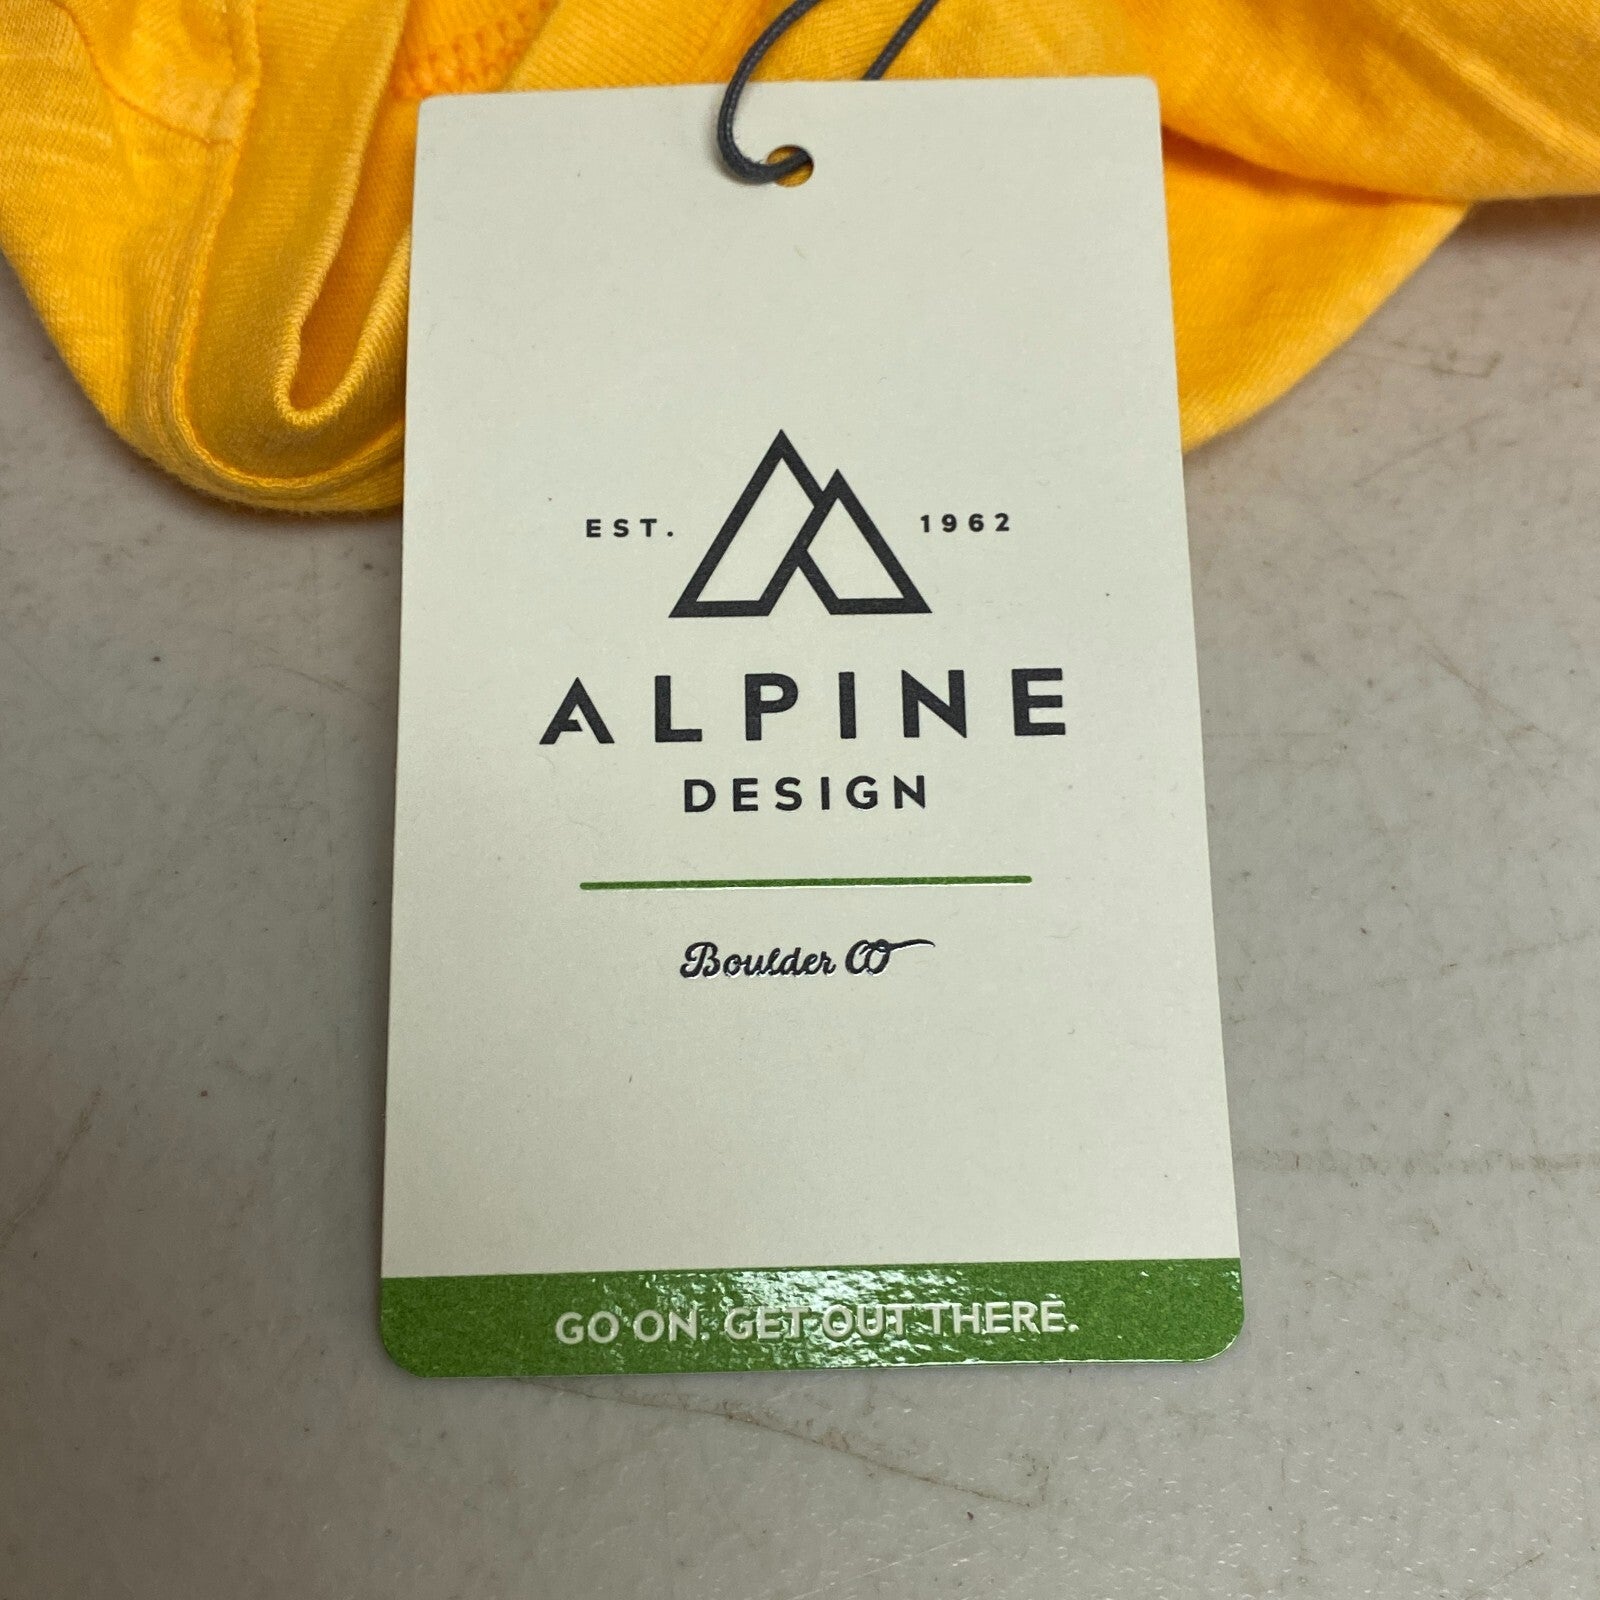 EST. 1962
ALPINE
DESIGN
Boulder CO
GO ON. GET OUT THERE.